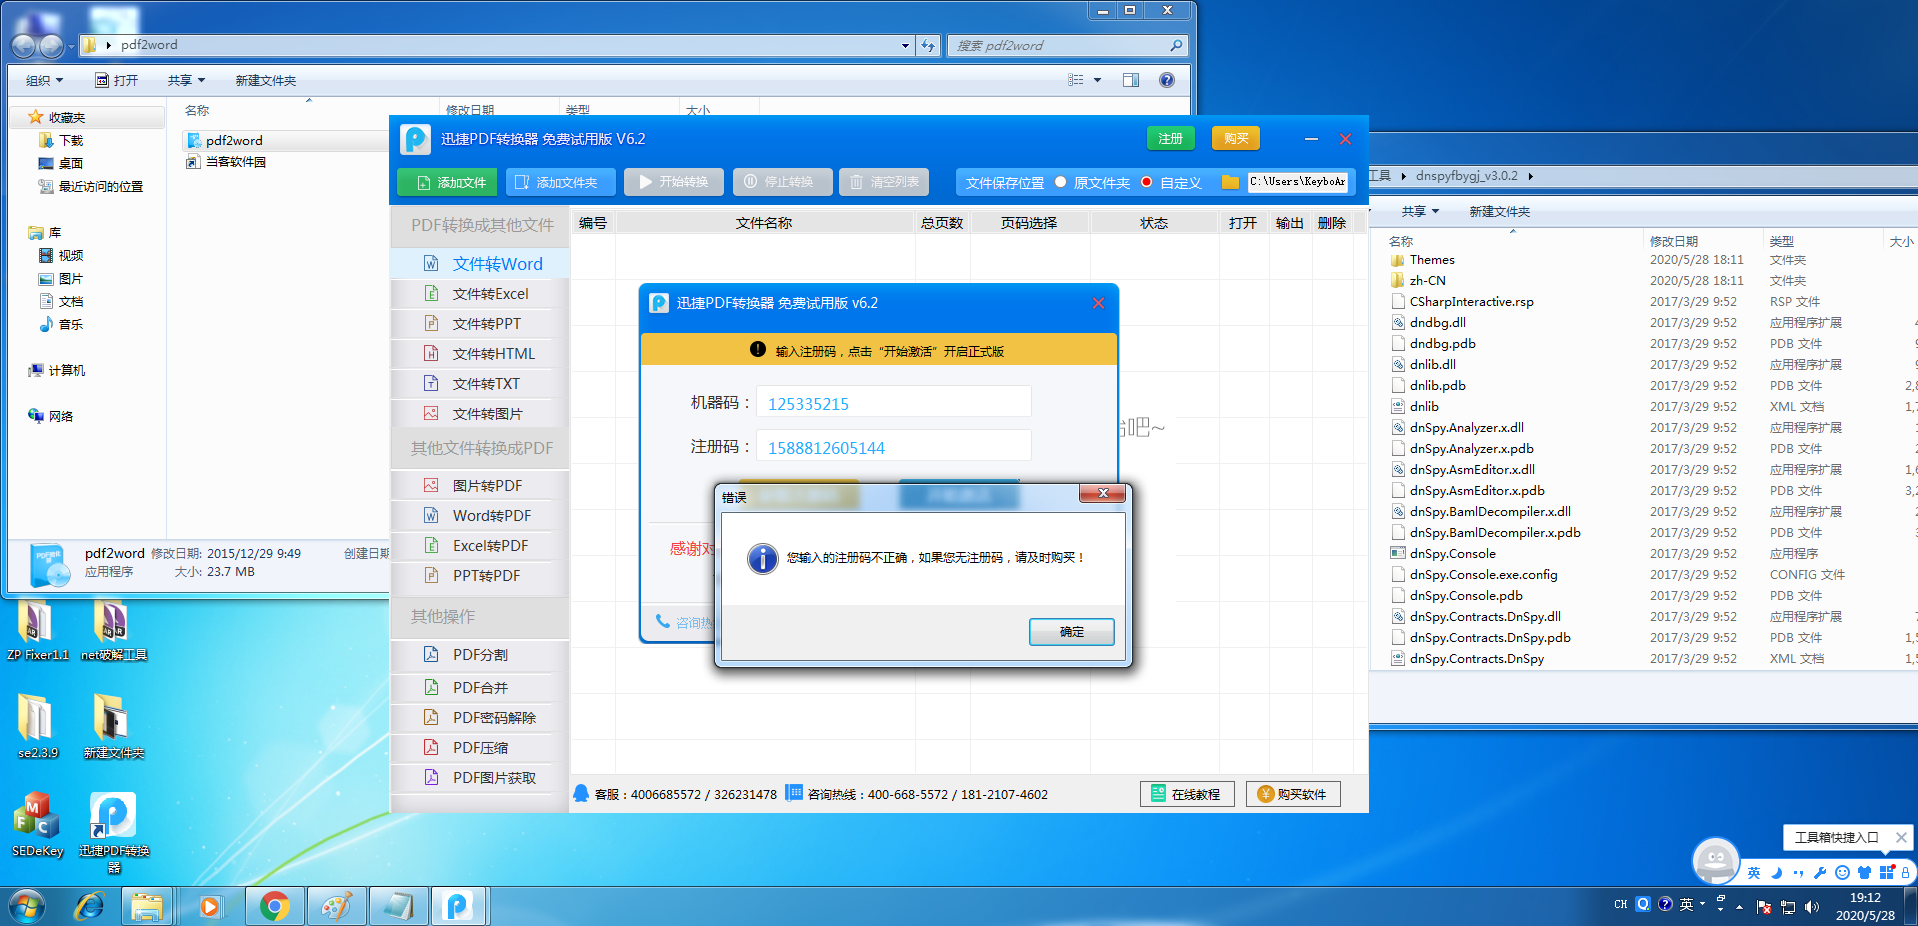 pdf2word
搜索 pdf2word
组织
打开
共享
新建文件夹
名称
修改日期
类型
大小
收藏夹
下载
桌面
最近访问的位置
库
视频
图片
文档
音乐
计算机
网络
pdf2word
当客软件园
pdf2word 修改日期: 2015/12/29 9:49 创建日期
应用程序 大小: 23.7 MB
迅捷PDF转换器 免费试用版 V6.2
注册
购买
添加文件
添加文件夹
开始转换
停止转换
清空列表
文件保存位置
原文件夹
自定义
C:\Users\KeyboAr
PDF转换成其他文件
文件转Word
文件转Excel
文件转PPT
文件转HTML
文件转TXT
文件转图片
其他文件转换成PDF
图片转PDF
Word转PDF
Excel转PDF
PPT转PDF
其他操作
PDF分割
PDF合并
PDF密码解除
PDF压缩
PDF图片获取
编号 文件名称 总页数 页码选择 状态 打开 输出 删除
吧~
迅捷PDF转换器 免费试用版 v6.2
输入注册码，点击“开始激活”开启正式版
机器码：
125335215
注册码：
1588812605144
感谢对
咨询热
错误
您输入的注册码不正确，如果您无注册码，请及时购买！
确定
客服：4006685572 / 326231478
咨询热线：400-668-5572 / 181-2107-4602
在线教程
购买软件
工具
dnspyfbygj_v3.0.2
共享
新建文件夹
名称 修改日期 类型 大小
Themes 2020/5/28 18:11 文件夹
zh-CN 2020/5/28 18:11 文件夹
CSharpInteractive.rsp 2017/3/29 9:52 RSP 文件
dndbg.dll 2017/3/29 9:52 应用程序扩展
dndbg.pdb 2017/3/29 9:52 PDB 文件
dnlib.dll 2017/3/29 9:52 应用程序扩展
dnlib.pdb 2017/3/29 9:52 PDB 文件 2,8
dnlib 2017/3/29 9:52 XML 文档 1,7
dnSpy.Analyzer.x.dll 2017/3/29 9:52 应用程序扩展
dnSpy.Analyzer.x.pdb 2017/3/29 9:52 PDB 文件
dnSpy.AsmEditor.x.dll 2017/3/29 9:52 应用程序扩展 1,6
dnSpy.AsmEditor.x.pdb 2017/3/29 9:52 PDB 文件 3,2
dnSpy.BamlDecompiler.x.dll 2017/3/29 9:52 应用程序扩展
dnSpy.BamlDecompiler.x.pdb 2017/3/29 9:52 PDB 文件
dnSpy.Console 2017/3/29 9:52 应用程序
dnSpy.Console.exe.config 2017/3/29 9:52 CONFIG 文件
dnSpy.Console.pdb 2017/3/29 9:52 PDB 文件
dnSpy.Contracts.DnSpy.dll 2017/3/29 9:52 应用程序扩展
dnSpy.Contracts.DnSpy.pdb 2017/3/29 9:52 PDB 文件 1,5
dnSpy.Contracts.DnSpy 2017/3/29 9:52 XML 文档 1,5
ZP Fixer1.1
net破解工具
se2.3.9
新建文件夹
SEDeKey
迅捷PDF转换
器
工具箱快捷入口
英
CH
英
19:12
2020/5/28